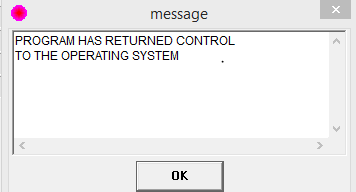 message
PROGRAM HAS RETURNED CONTROL
TO THE OPERATING SYSTEM .
OK